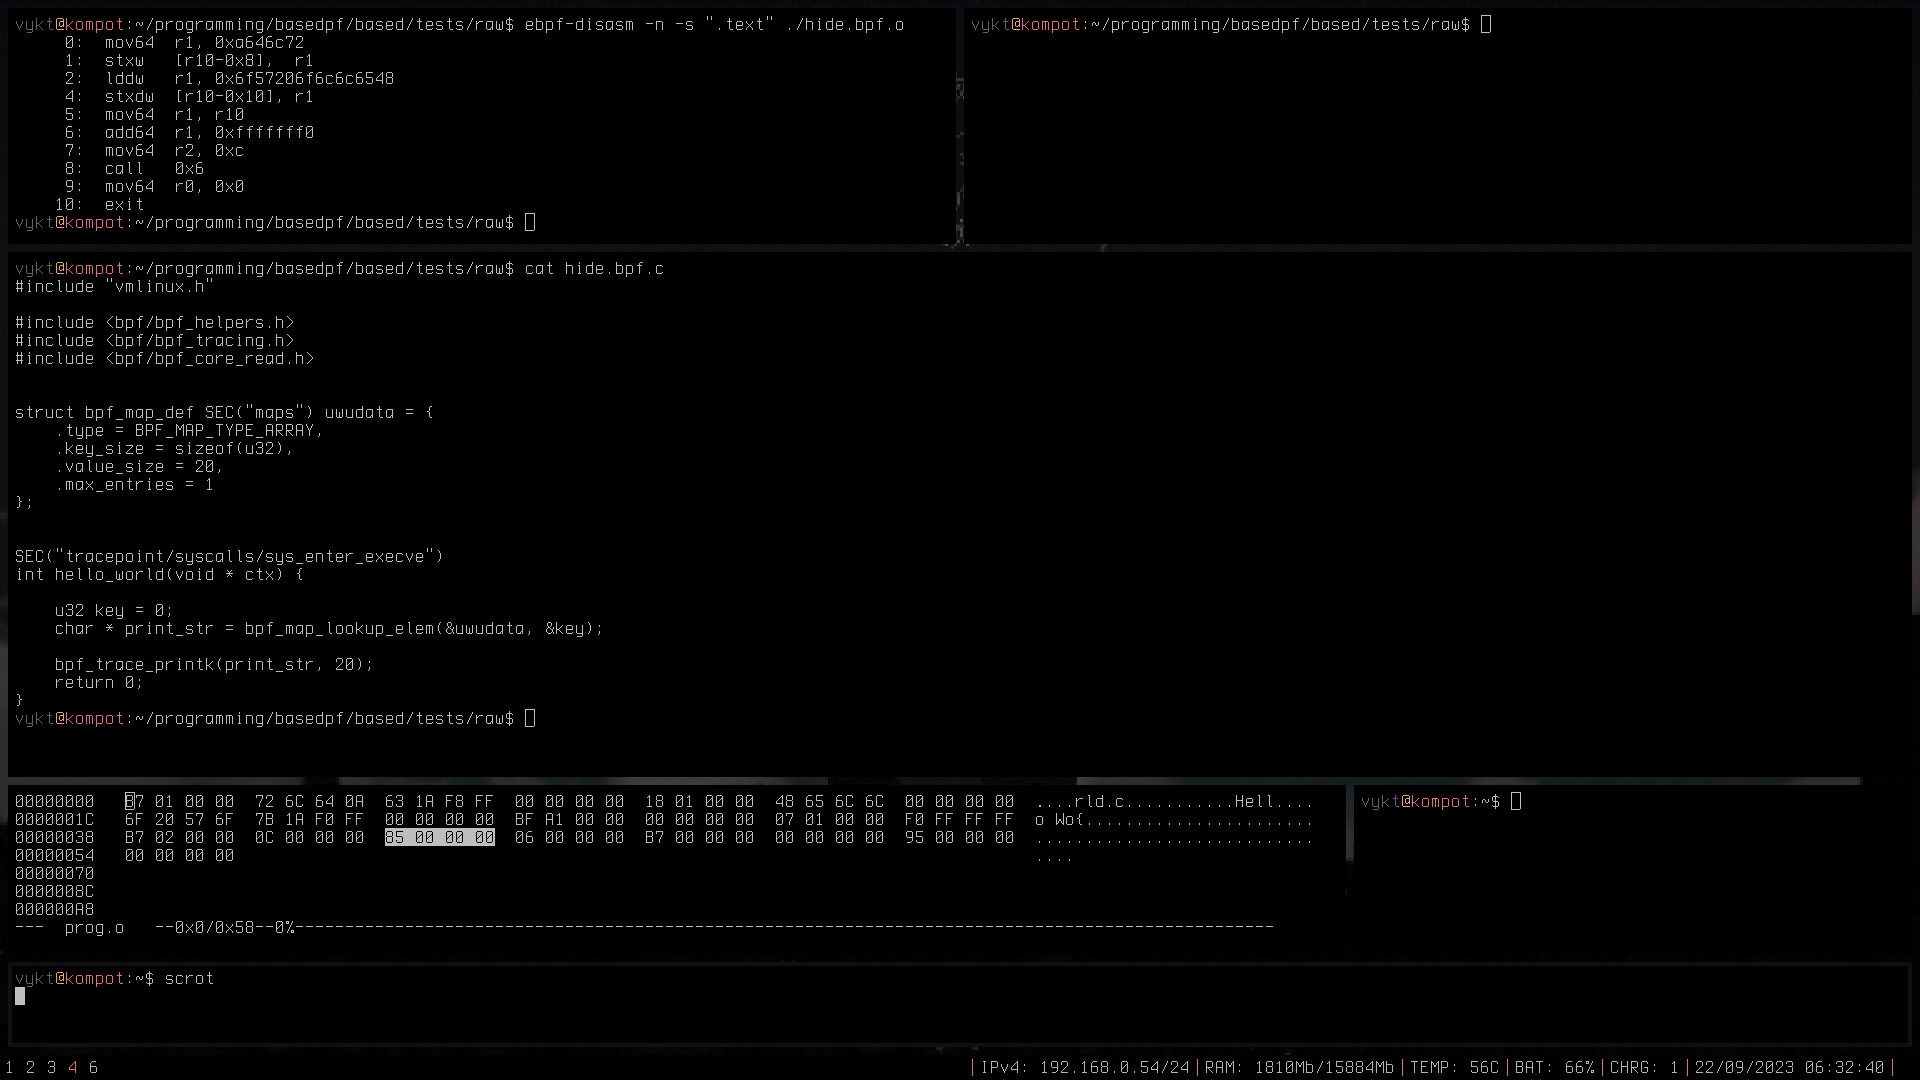 vykt@kompot:~/programming/basedpf/based/tests/raw$ ebpf-disasm -n -s ".text" ./hide.bpf.o
0: mov64 r1, 0xa646c72
1: stxw [r10-0x8], r1
2: lddw r1, 0x6f57206f6c6c6548
4: stxdw [r10-0x10], r1
5: mov64 r1, r10
6: add64 r1, 0xfffffff0
7: mov64 r2, 0xc
8: call 0x6
9: mov64 r0, 0x0
10: exit
vykt@kompot:~/programming/basedpf/based/tests/raw$
vykt@kompot:~/programming/basedpf/based/tests/raw$
vykt@kompot:~/programming/basedpf/based/tests/raw$ cat hide.bpf.c
#include "vmlinux.h"
#include <bpf/bpf_helpers.h>
#include <bpf/bpf_tracing.h>
#include <bpf/bpf_core_read.h>
struct bpf_map_def SEC("maps") uwudata = {
.type = BPF_MAP_TYPE_ARRAY,
.key_size = sizeof(u32),
.value_size = 20,
.max_entries = 1
};
SEC("tracepoint/syscalls/sys_enter_execve")
int hello_world(void * ctx) {
u32 key = 0;
char * print_str = bpf_map_lookup_elem(&uwudata, &key);
bpf_trace_printk(print_str, 20);
return 0;
}
vykt@kompot:~/programming/basedpf/based/tests/raw$
00000000 B7 01 00 00 72 6C 64 0A 63 1A F8 FF 00 00 00 00 18 01 00 00 48 65 6C 6C 00 00 00 00 ....rld.c...........Hell....
0000001C 6F 20 57 6F 7B 1A F0 FF 00 00 00 00 BF A1 00 00 00 00 00 00 07 01 00 00 F0 FF FF FF o Wo{.......................
00000038 B7 02 00 00 0C 00 00 00 85 00 00 00 06 00 00 00 B7 00 00 00 00 00 00 00 95 00 00 00 ............................
00000054 00 00 00 00 ....
00000070
0000008C
000000A8
--- prog.o --0x0/0x58--0%--------------------------------------------------------------------------------------------------
vykt@kompot:~$
vykt@kompot:~$ scrot
1 2 3 4 6
|IPv4: 192.168.0.54/24|RAM: 1810Mb/15884Mb|TEMP: 56C|BAT: 66%|CHRG: 1|22/09/2023 06:32:40|